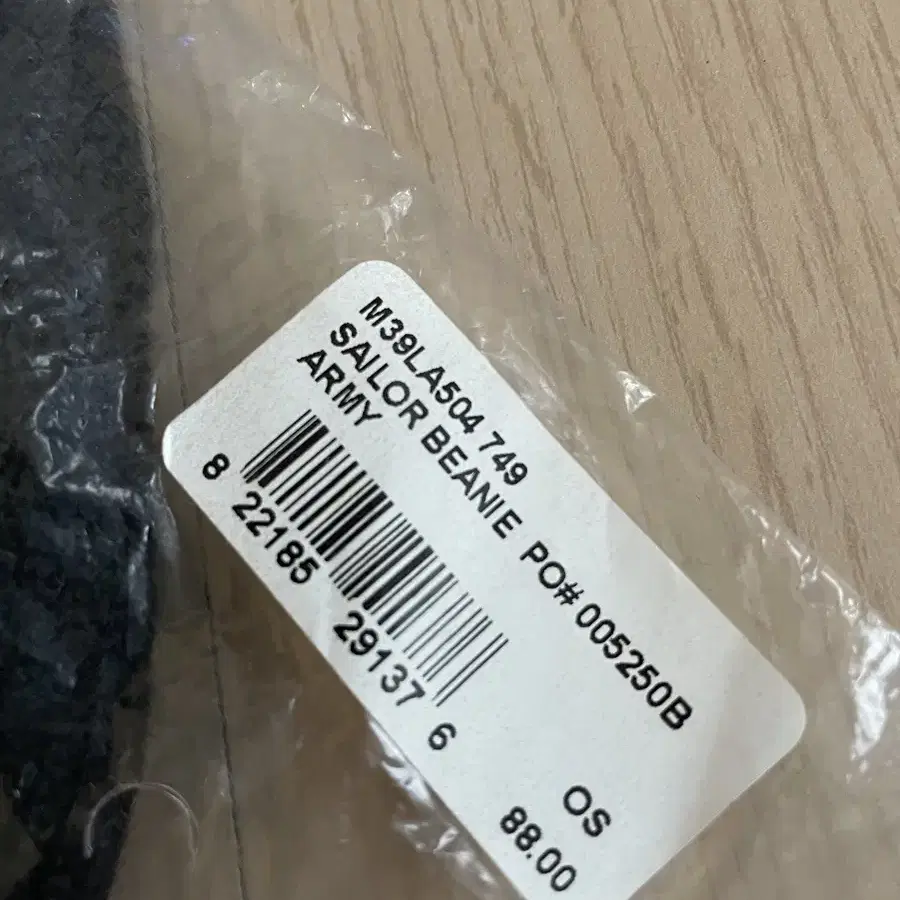 M39LA504 749
SAILOR BEANIE PO# 005250B
ARMY
8 22185 29137 6
OS
88.00